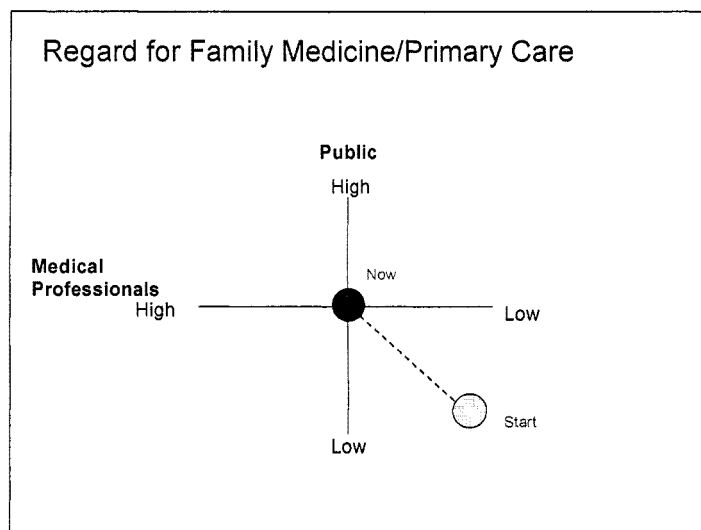 Regard for Family Medicine/Primary Care
Public
High
Now
Medical
Professionals
High
Low
Start
Low